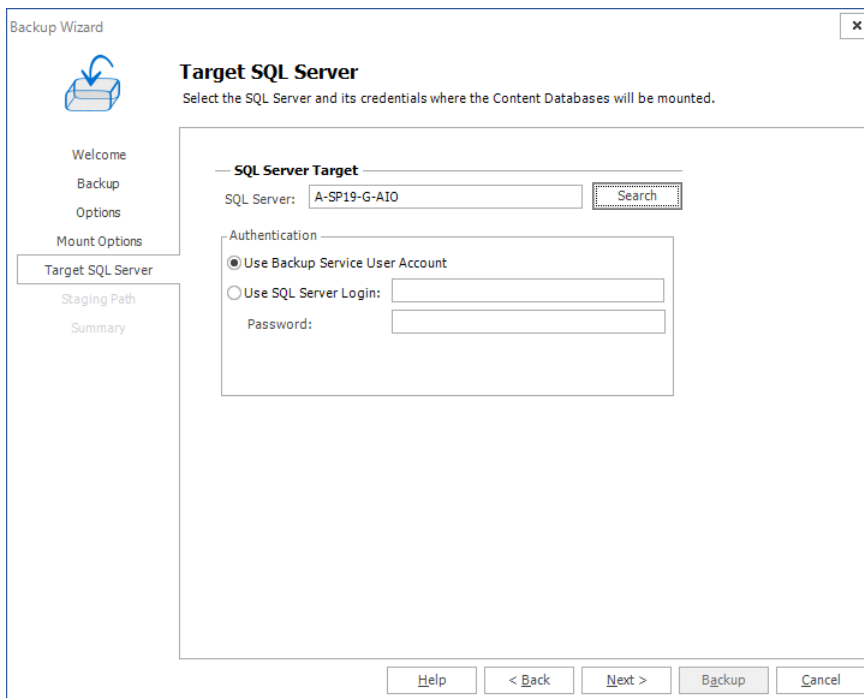 Backup Wizard
Target SQL Server
Select the SQL Server and its credentials where the Content Databases will be mounted.
Welcome
Backup
Options
Mount Options
Target SQL Server
Staging Path
Summary
SQL Server Target
SQL Server: A-SP19-G-AIO Search
Authentication
Use Backup Service User Account
Use SQL Server Login:
Password:
Help < Back Next > Backup Cancel